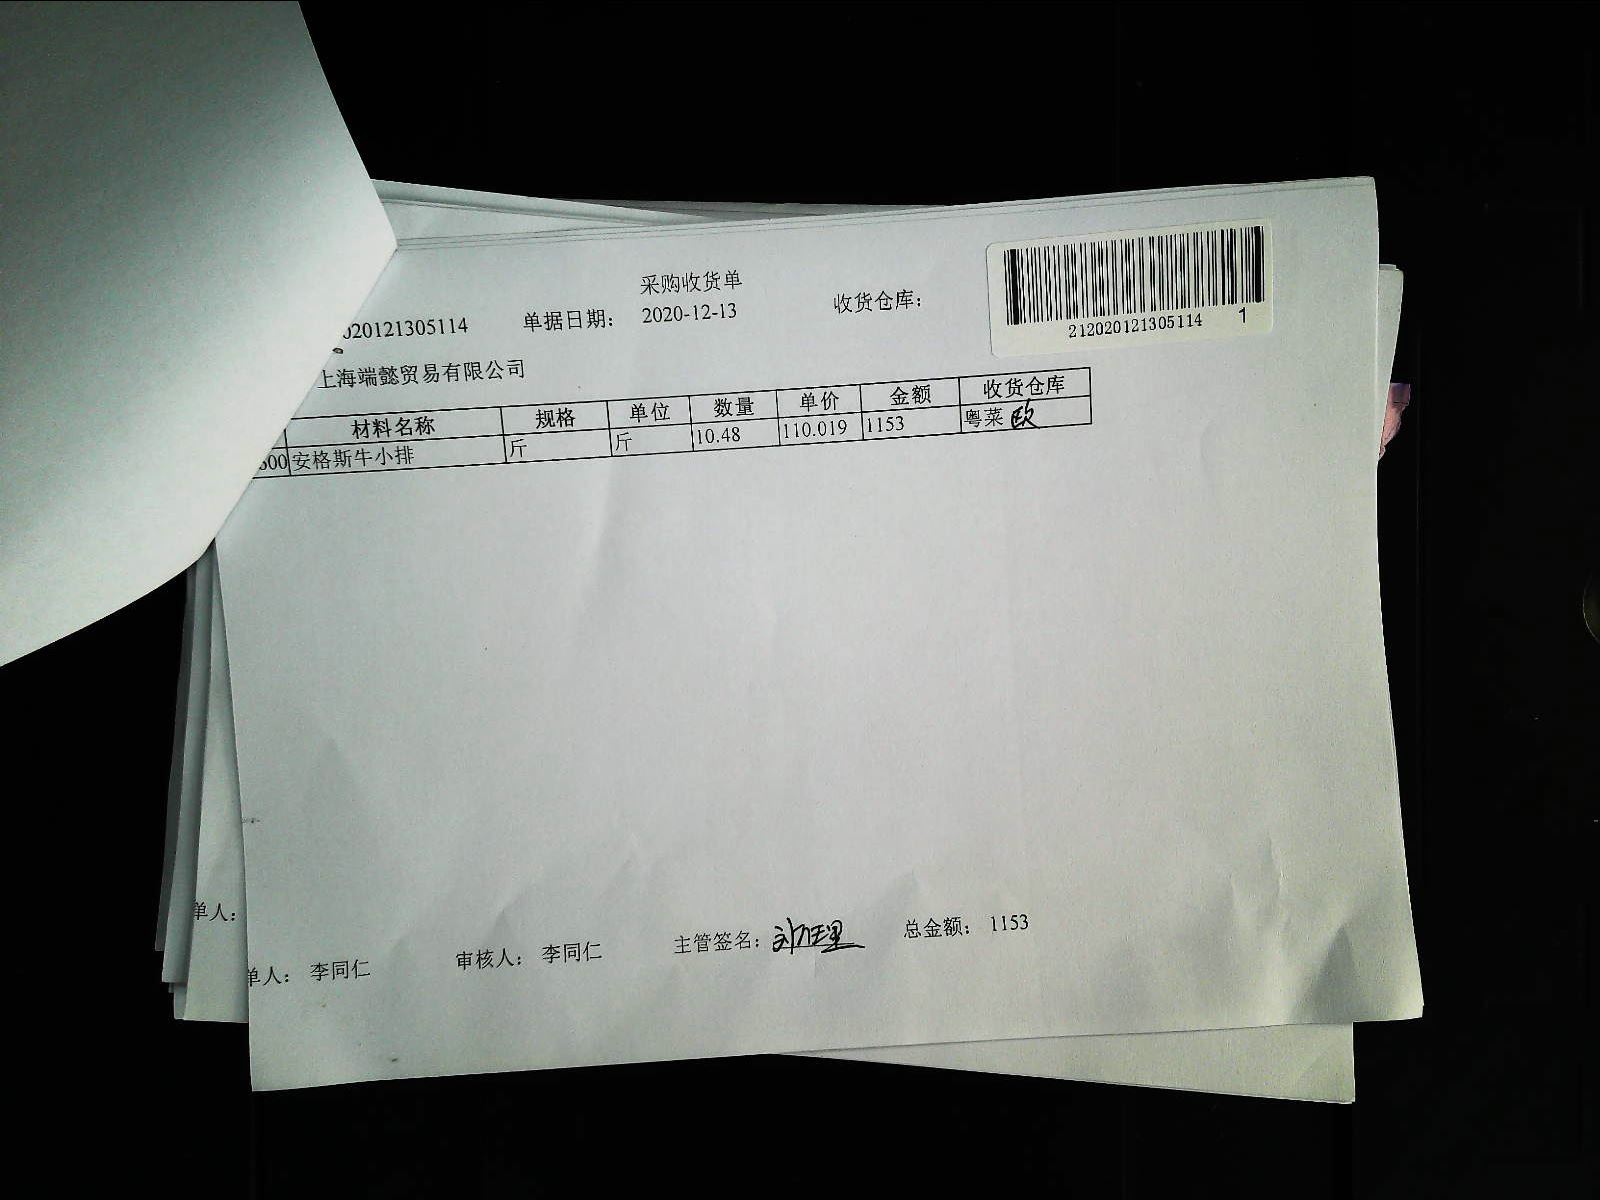 采购收货单
020121305114 单据日期： 2020-12-13 收货仓库：
212020121305114 1
上海端懿贸易有限公司
材料名称 规格 单位 数量 单价 金额 收货仓库
600 安格斯牛小排 斤 斤 10.48 110.019 1153 粤菜 欧
单人：
单人： 李同仁 审核人： 李同仁 主管签名： 总金额： 1153